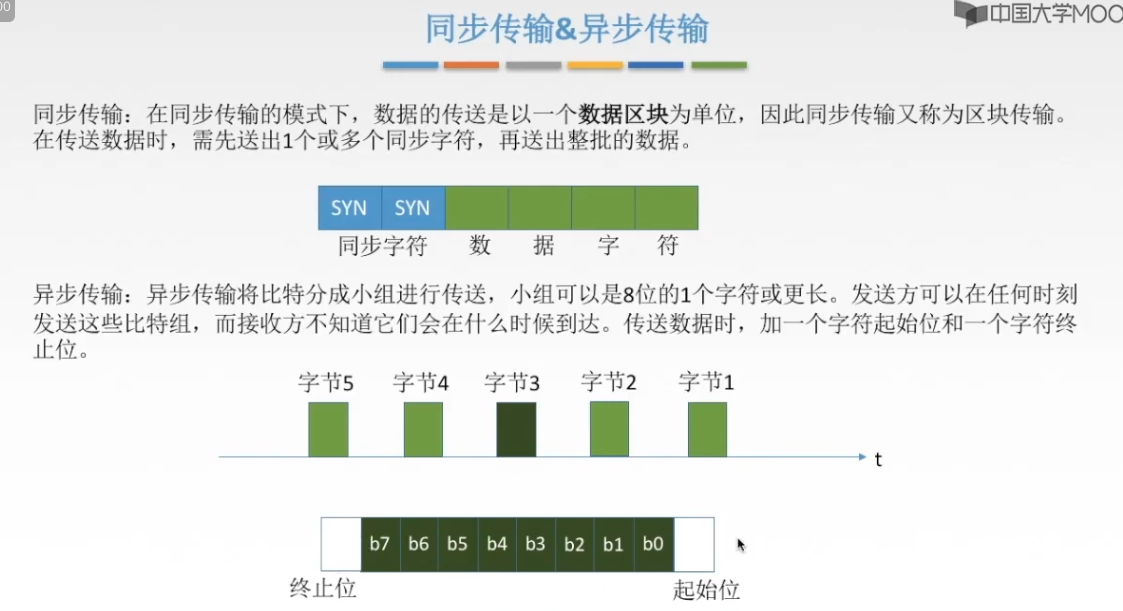 00
中国大学MOO
同步传输&异步传输
同步传输：在同步传输的模式下，数据的传送是以一个数据区块为单位，因此同步传输又称为区块传输。
在传送数据时，需先送出1个或多个同步字符，再送出整批的数据。
SYN SYN
同步字符 数 据 字 符
异步传输：异步传输将比特分成小组进行传送，小组可以是8位的1个字符或更长。发送方可以在任何时刻
发送这些比特组，而接收方不知道它们会在什么时候到达。传送数据时，加一个字符起始位和一个字符终
止位。
字节5 字节4 字节3 字节2 字节1
t
b7 b6 b5 b4 b3 b2 b1 b0
终止位 起始位